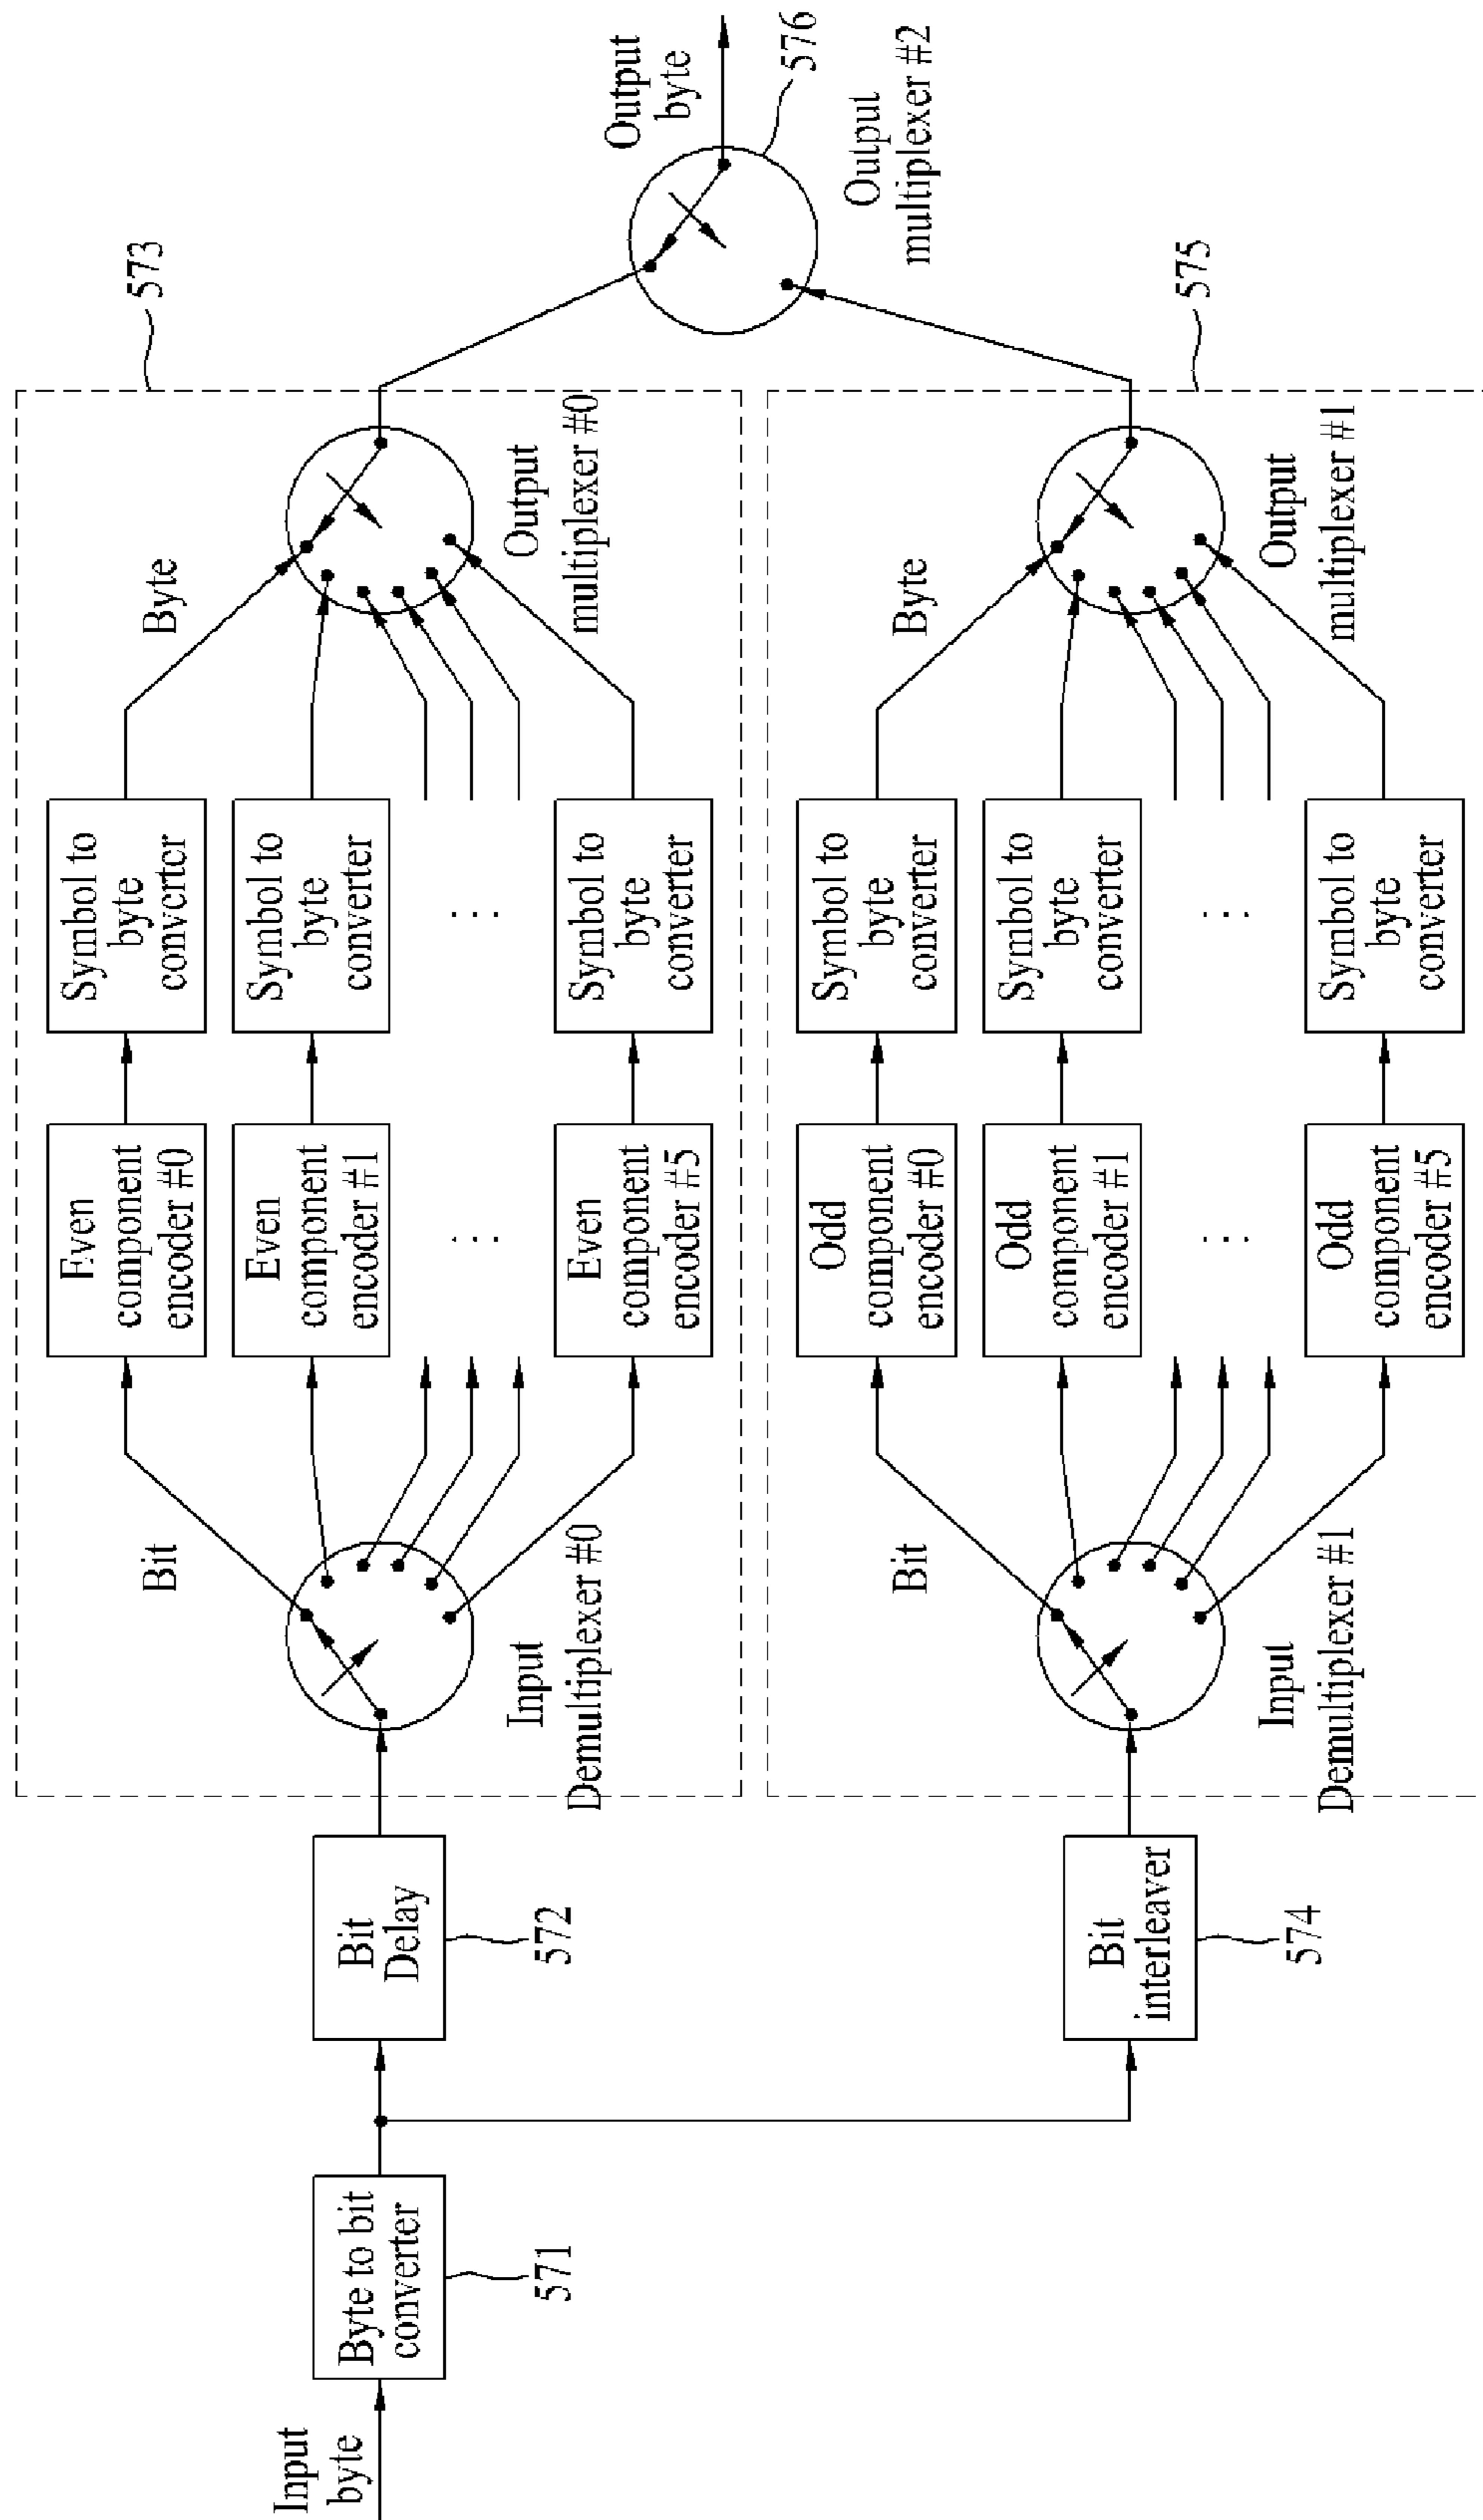 Input
byte
Byte to bit
converter
571
Bit
Delay
572
Bit
interleaver
574
573
Input
Demultiplexer #0
Bit
Even
component
encoder #0
Even
component
encoder #1
. . .
Even
component
encoder #5
Symbol to
byte
converter
Symbol to
byte
converter
. . .
Symbol to
byte
converter
Byte
Output
multiplexer #0
575
Input
Demultiplexer #1
Bit
Odd
component
encoder #0
Odd
component
encoder #1
. . .
Odd
component
encoder #5
Symbol to
byte
converter
Symbol to
byte
converter
. . .
Symbol to
byte
converter
Byte
Output
multiplexer #1
Output
byte
576
Output
multiplexer #2